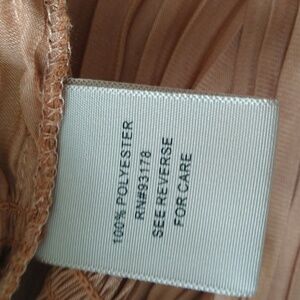 100% POLYESTER
RN#93178
SEE REVERSE
FOR CARE